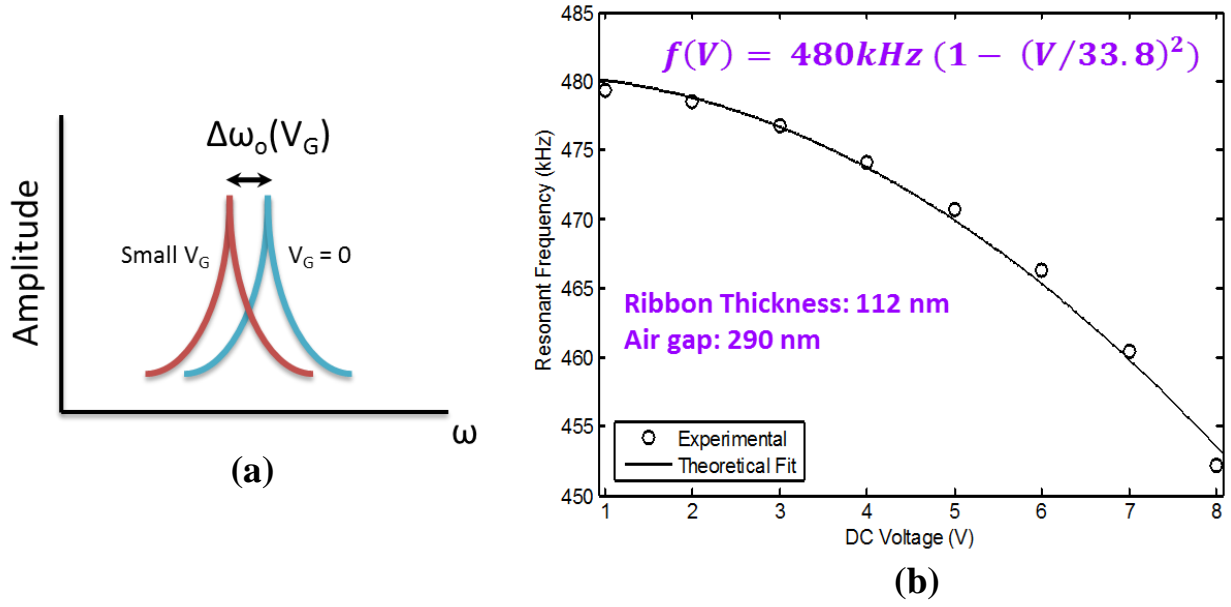 Δω₀(V_G)
Amplitude
Small V_G
V_G = 0
ω
(a)
485
480
475
470
465
460
455
450
Resonant Frequency (kHz)
f(V) = 480kHz (1 − (V/33.8)²)
Ribbon Thickness: 112 nm
Air gap: 290 nm
Experimental
Theoretical Fit
1 2 3 4 5 6 7 8
DC Voltage (V)
(b)